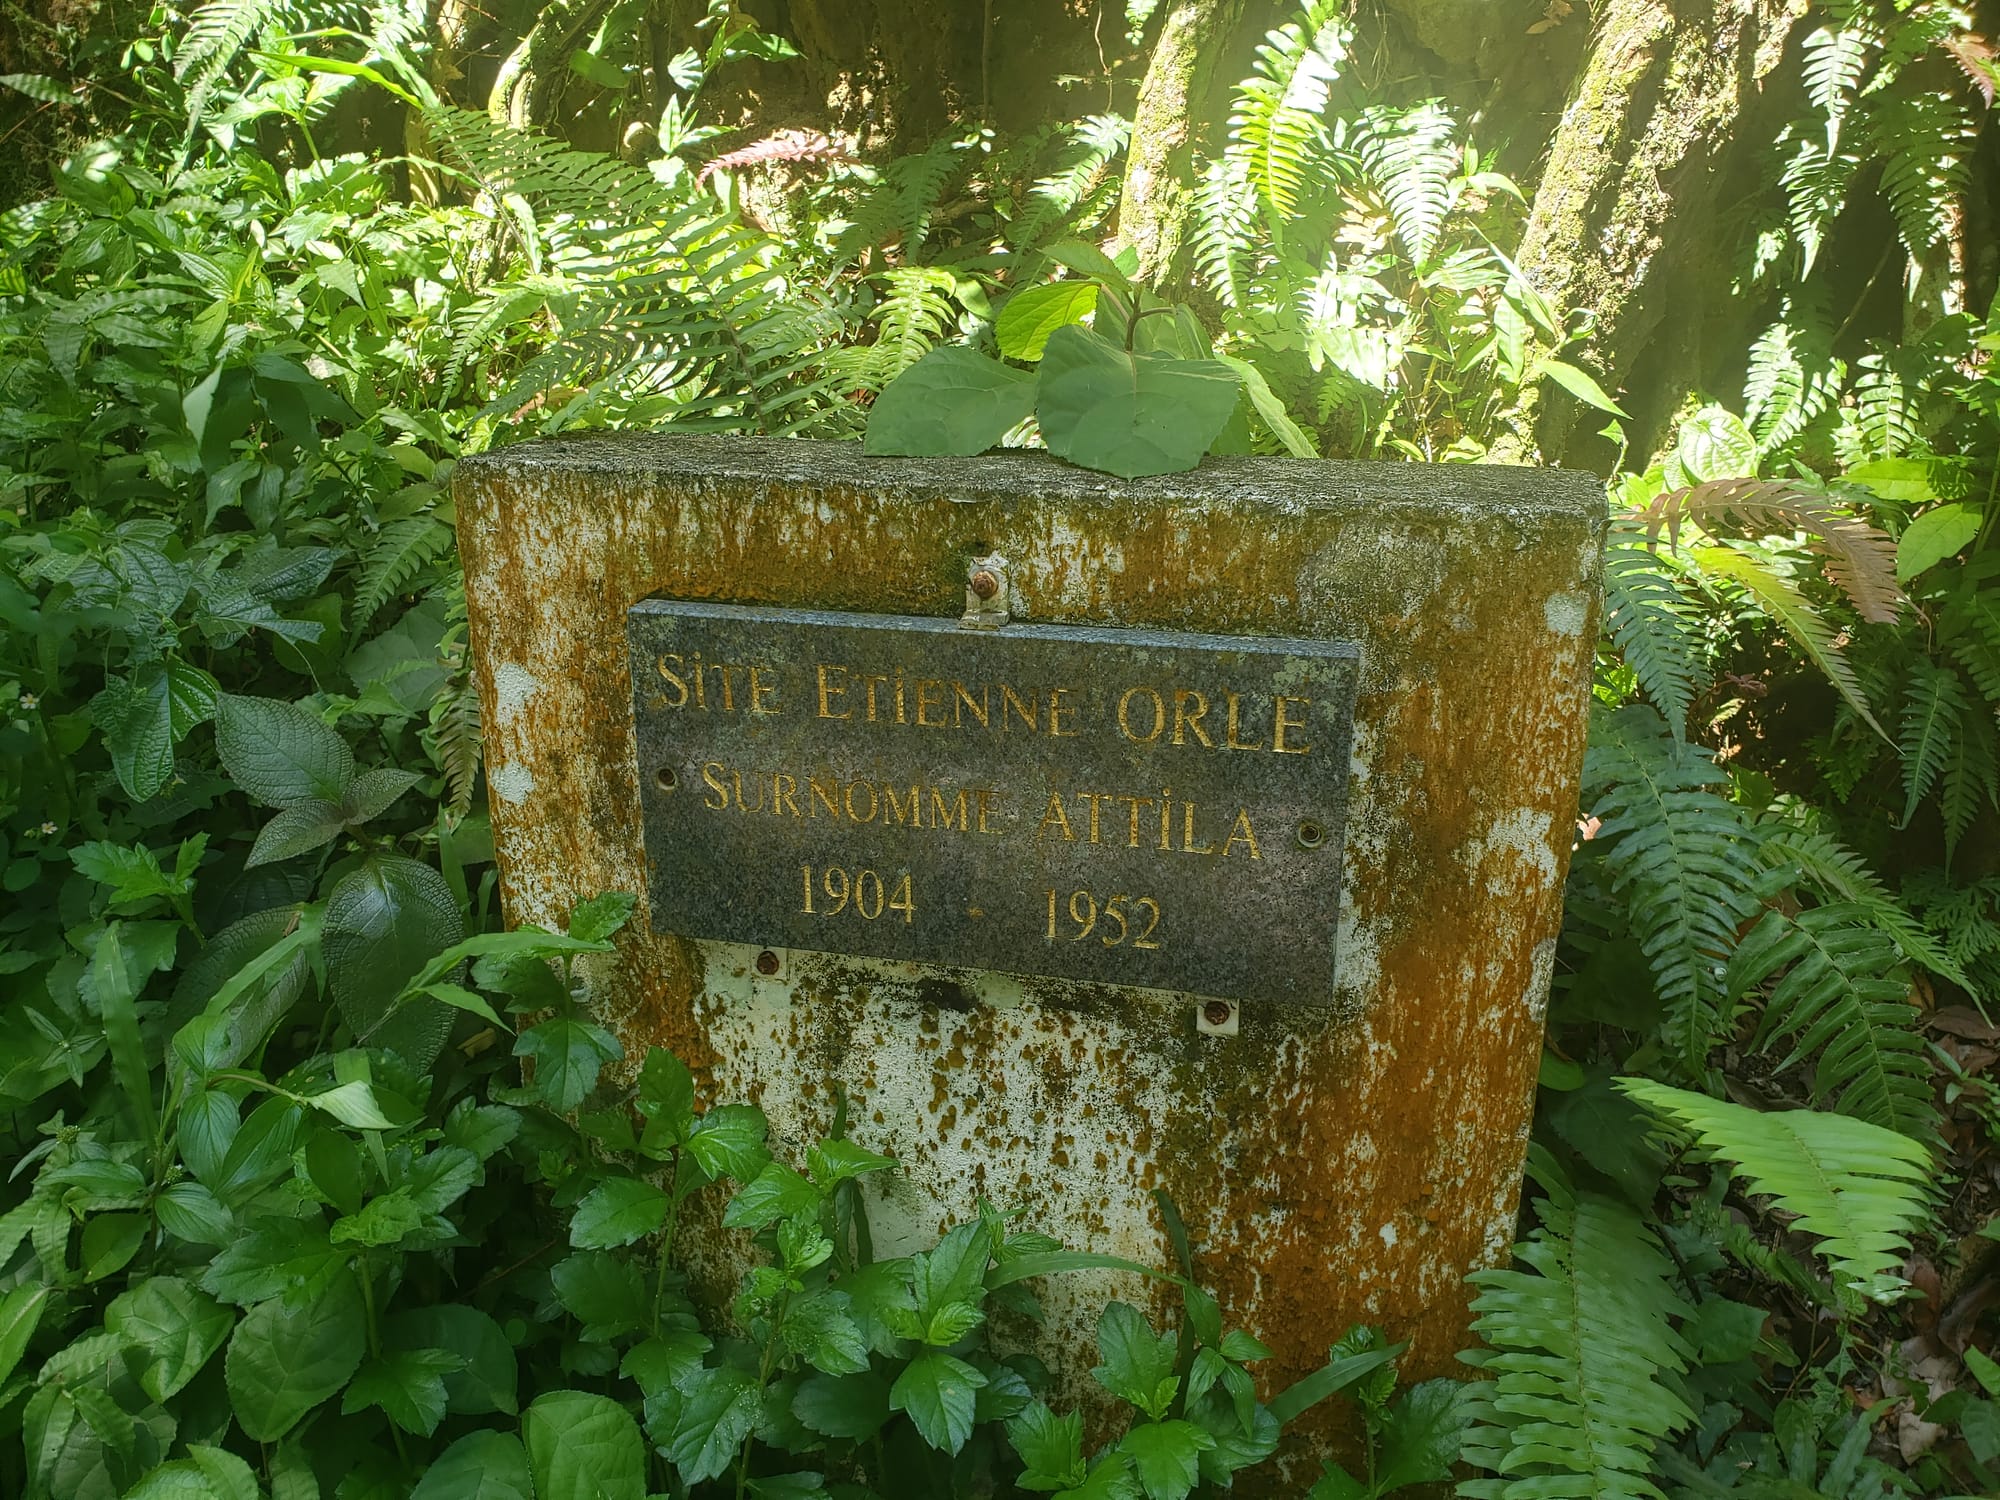 SITE ETIENNE ORLE
SURNOMME ATTILA
1904 - 1952